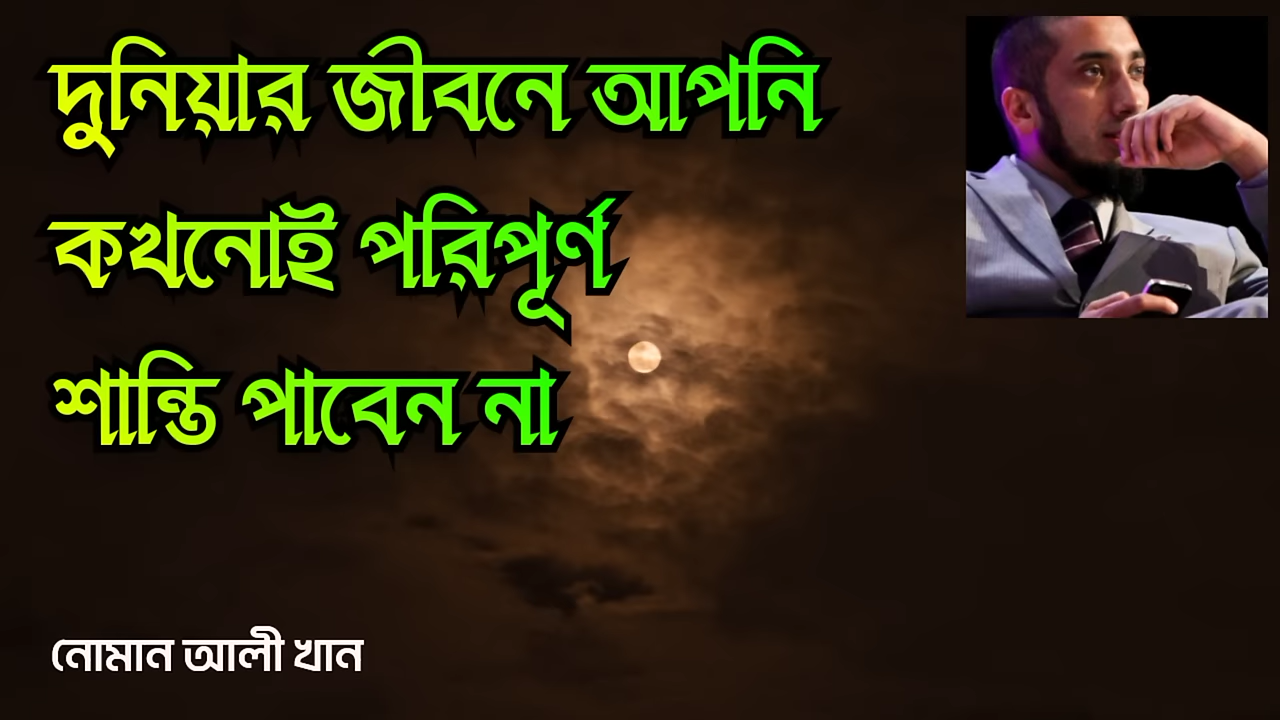 দুনিয়ার জীবনে আপনি
কখনোই পরিপূর্ণ
শান্তি পাবেন না
নোমান আলী খান